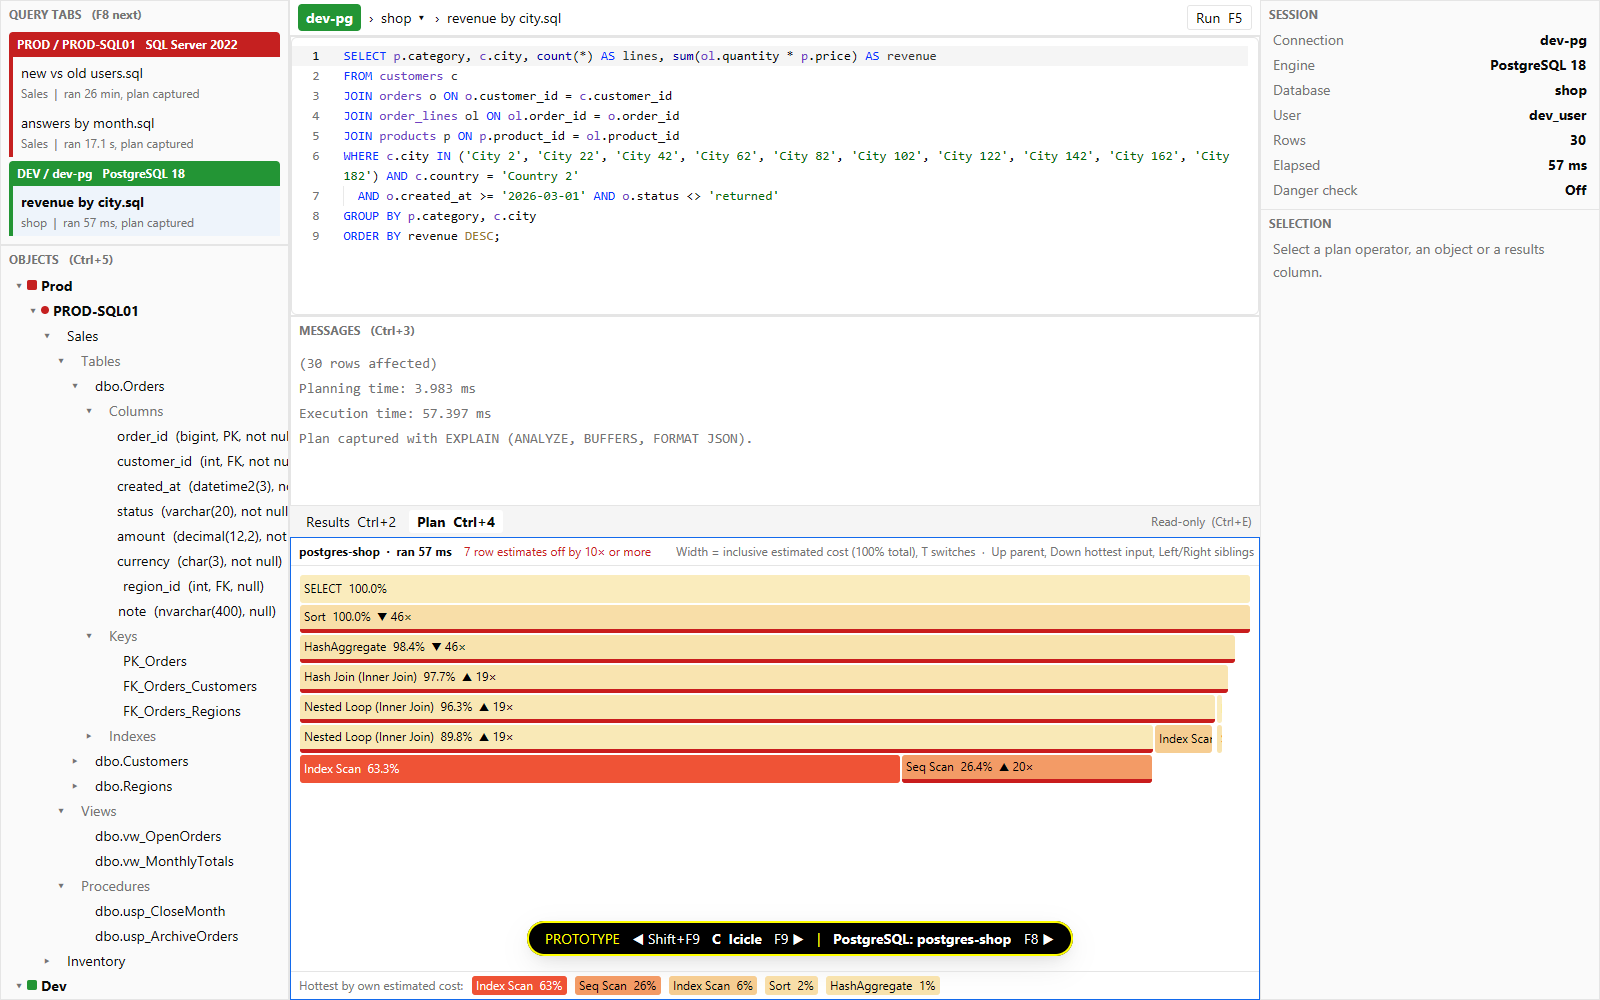 QUERY TABS (F8 next)
PROD / PROD-SQL01 SQL Server 2022
new vs old users.sql
Sales | ran 26 min, plan captured
answers by month.sql
Sales | ran 17.1 s, plan captured
DEV / dev-pg PostgreSQL 18
revenue by city.sql
shop | ran 57 ms, plan captured
OBJECTS (Ctrl+5)
Prod
PROD-SQL01
Sales
Tables
dbo.Orders
Columns
order_id (bigint, PK, not nul
customer_id (int, FK, not nu
created_at (datetime2(3), n
status (varchar(20), not null
amount (decimal(12,2), not
currency (char(3), not null)
region_id (int, FK, null)
note (nvarchar(400), null)
Keys
PK_Orders
FK_Orders_Customers
FK_Orders_Regions
Indexes
dbo.Customers
dbo.Regions
Views
dbo.vw_OpenOrders
dbo.vw_MonthlyTotals
Procedures
dbo.usp_CloseMonth
dbo.usp_ArchiveOrders
Inventory
Dev
dev-pg › shop ▾ › revenue by city.sql
Run F5
1 SELECT p.category, c.city, count(*) AS lines, sum(ol.quantity * p.price) AS revenue
2 FROM customers c
3 JOIN orders o ON o.customer_id = c.customer_id
4 JOIN order_lines ol ON ol.order_id = o.order_id
5 JOIN products p ON p.product_id = ol.product_id
6 WHERE c.city IN ('City 2', 'City 22', 'City 42', 'City 62', 'City 82', 'City 102', 'City 122', 'City 142', 'City 162', 'City
182') AND c.country = 'Country 2'
7 AND o.created_at >= '2026-03-01' AND o.status <> 'returned'
8 GROUP BY p.category, c.city
9 ORDER BY revenue DESC;
MESSAGES (Ctrl+3)
(30 rows affected)
Planning time: 3.983 ms
Execution time: 57.397 ms
Plan captured with EXPLAIN (ANALYZE, BUFFERS, FORMAT JSON).
Results Ctrl+2 Plan Ctrl+4
Read-only (Ctrl+E)
postgres-shop · ran 57 ms 7 row estimates off by 10× or more Width = inclusive estimated cost (100% total), T switches · Up parent, Down hottest input, Left/Right siblings
SELECT 100.0%
Sort 100.0% ▼ 46×
HashAggregate 98.4% ▼ 46×
Hash Join (Inner Join) 97.7% ▲ 19×
Nested Loop (Inner Join) 96.3% ▲ 19×
Nested Loop (Inner Join) 89.8% ▲ 19×
Index Scan
Index Scan 63.3%
Seq Scan 26.4% ▲ 20×
PROTOTYPE ◀ Shift+F9 C Icicle F9 ▶ | PostgreSQL: postgres-shop F8 ▶
Hottest by own estimated cost: Index Scan 63% Seq Scan 26% Index Scan 6% Sort 2% HashAggregate 1%
SESSION
Connection dev-pg
Engine PostgreSQL 18
Database shop
User dev_user
Rows 30
Elapsed 57 ms
Danger check Off
SELECTION
Select a plan operator, an object or a results
column.